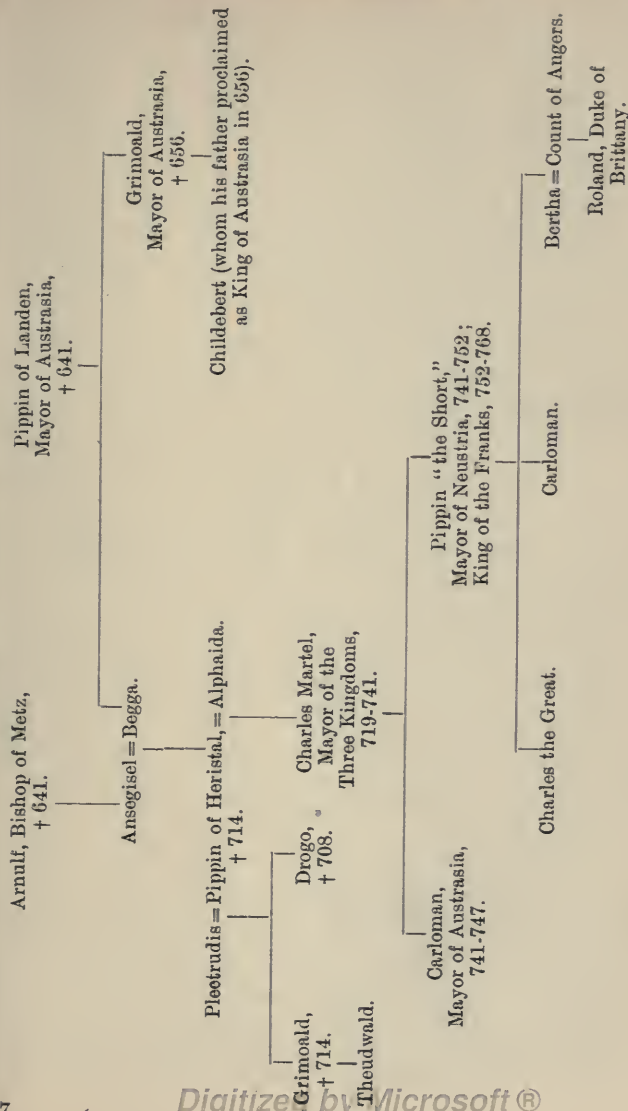 Arnulf, Bishop of Metz,
† 641.
Pippin of Landen,
Mayor of Austrasia,
† 641.
Ansegisel = Begga.
Grimoald,
Mayor of Austrasia,
† 656.
Childebert (whom his father proclaimed
as King of Austrasia in 656).
Plectrudis = Pippin of Heristal, = Alphaida.
† 714.
Grimoald,
† 714.
Drogo,
† 708.
Charles Martel,
Mayor of the
Three Kingdoms,
719-741.
Theudwald.
Carloman,
Mayor of Austrasia,
741-747.
Pippin “the Short,”
Mayor of Neustria, 741-752;
King of the Franks, 752-768.
Charles the Great.
Carloman.
Bertha = Count of Angers.
Roland, Duke of
Brittany.
Digitized by Microsoft ®